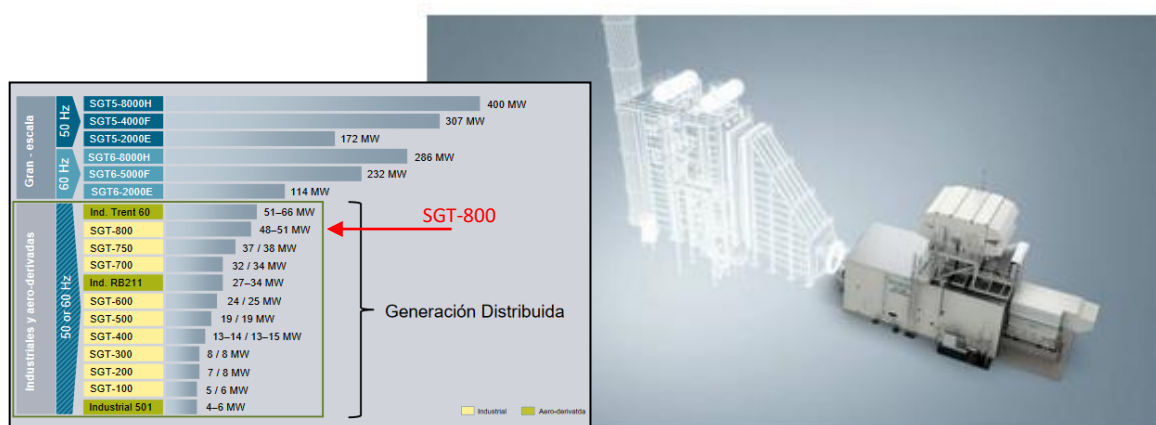 Gran - escala
50 Hz
SGT5-8000H 400 MW
SGT5-4000F 307 MW
SGT5-2000E 172 MW
60 Hz
SGT6-8000H 286 MW
SGT6-5000F 232 MW
SGT6-2000E 114 MW
Industriales y aero-derivadas
50 or 60 Hz
Ind. Trent 60 51–66 MW
SGT-800 48–51 MW
SGT-750 37 / 38 MW
SGT-700 32 / 34 MW
Ind. RB211 27–34 MW
SGT-600 24 / 25 MW
SGT-500 19 / 19 MW
SGT-400 13–14 / 13–15 MW
SGT-300 8 / 8 MW
SGT-200 7 / 8 MW
SGT-100 5 / 6 MW
Industrial 501 4–6 MW
SGT-800
Generación Distribuida
Industrial
Aero-derivatda